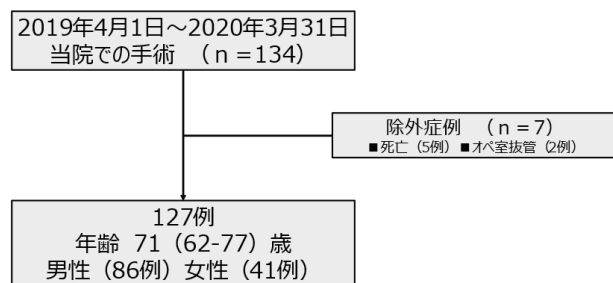 2019年4月1日～2020年3月31日
当院での手術　（ｎ＝134）
除外症例　（ｎ＝7）
■死亡（5例）■オペ室抜管（2例）
127例
年齢 71（62-77）歳
男性（86例）女性（41例）